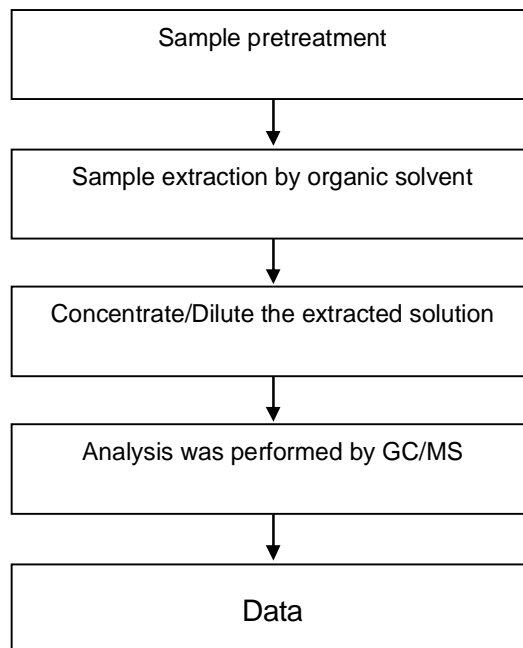 Sample pretreatment
Sample extraction by organic solvent
Concentrate/Dilute the extracted solution
Analysis was performed by GC/MS
Data